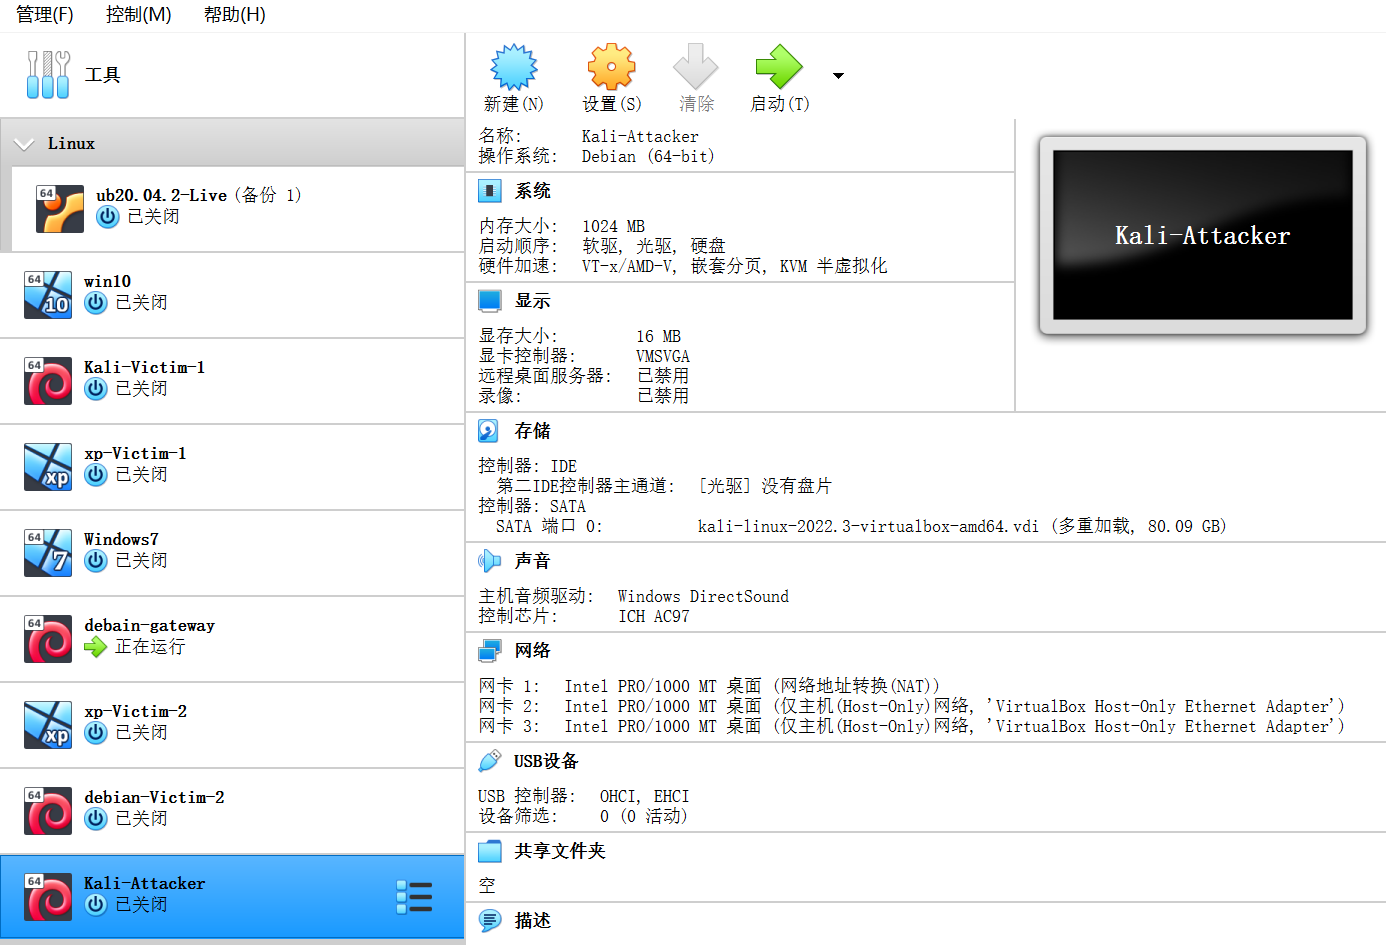 管理(F) 控制(M) 帮助(H)
工具
新建(N) 设置(S) 清除 启动(T)
Linux
64
ub20.04.2-Live (备份 1)
已关闭
64
10
win10
已关闭
64
Kali-Victim-1
已关闭
xp
xp-Victim-1
已关闭
64
7
Windows7
已关闭
64
debain-gateway
正在运行
xp
xp-Victim-2
已关闭
64
debian-Victim-2
已关闭
64
Kali-Attacker
已关闭
名称: Kali-Attacker
操作系统: Debian (64-bit)
系统
内存大小: 1024 MB
启动顺序: 软驱, 光驱, 硬盘
硬件加速: VT-x/AMD-V, 嵌套分页, KVM 半虚拟化
显示
显存大小: 16 MB
显卡控制器: VMSVGA
远程桌面服务器: 已禁用
录像: 已禁用
Kali-Attacker
存储
控制器: IDE
第二IDE控制器主通道: [光驱] 没有盘片
控制器: SATA
SATA 端口 0: kali-linux-2022.3-virtualbox-amd64.vdi (多重加载, 80.09 GB)
声音
主机音频驱动: Windows DirectSound
控制芯片: ICH AC97
网络
网卡 1: Intel PRO/1000 MT 桌面 (网络地址转换(NAT))
网卡 2: Intel PRO/1000 MT 桌面 (仅主机(Host-Only)网络, 'VirtualBox Host-Only Ethernet Adapter')
网卡 3: Intel PRO/1000 MT 桌面 (仅主机(Host-Only)网络, 'VirtualBox Host-Only Ethernet Adapter')
USB设备
USB 控制器: OHCI, EHCI
设备筛选: 0 (0 活动)
共享文件夹
空
描述